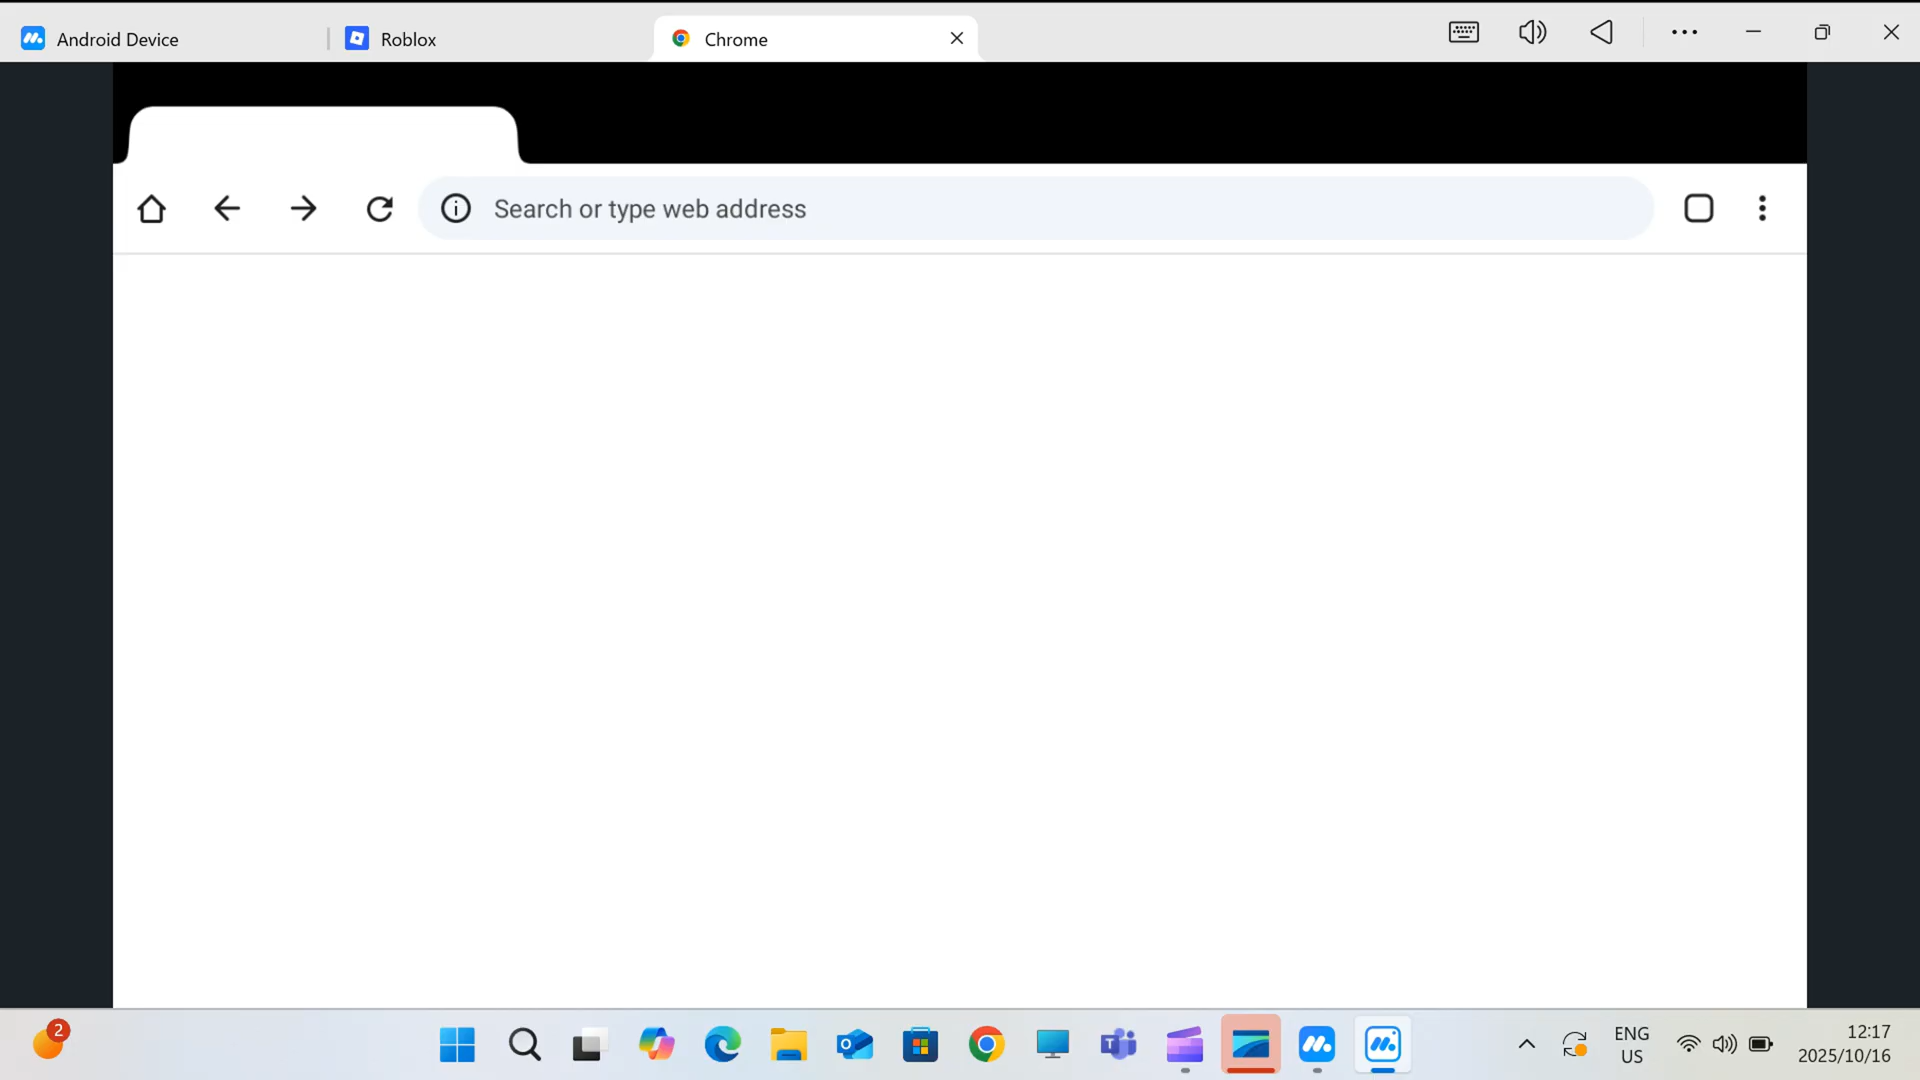 Android Device
Roblox
Chrome
Search or type web address
2
ENG
US
12:17
2025/10/16